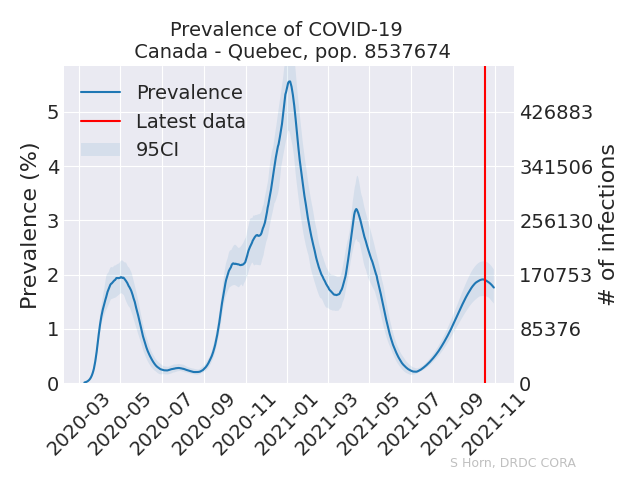 Prevalence of COVID-19
Canada - Quebec, pop. 8537674
Prevalence
Latest data
95CI
Prevalence (%)
5
4
3
2
1
0
426883
341506
256130
170753
85376
0
# of infections
2020-03
2020-05
2020-07
2020-09
2020-11
2021-01
2021-03
2021-05
2021-07
2021-09
2021-11
S Horn, DRDC CORA